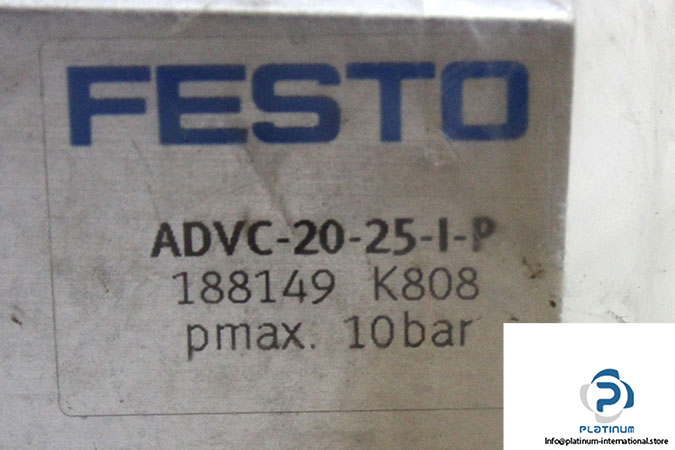 FESTO
ADVC-20-25-I-P
188149 K808
pmax. 10bar
PLATINUM
Info@platinum-international.store